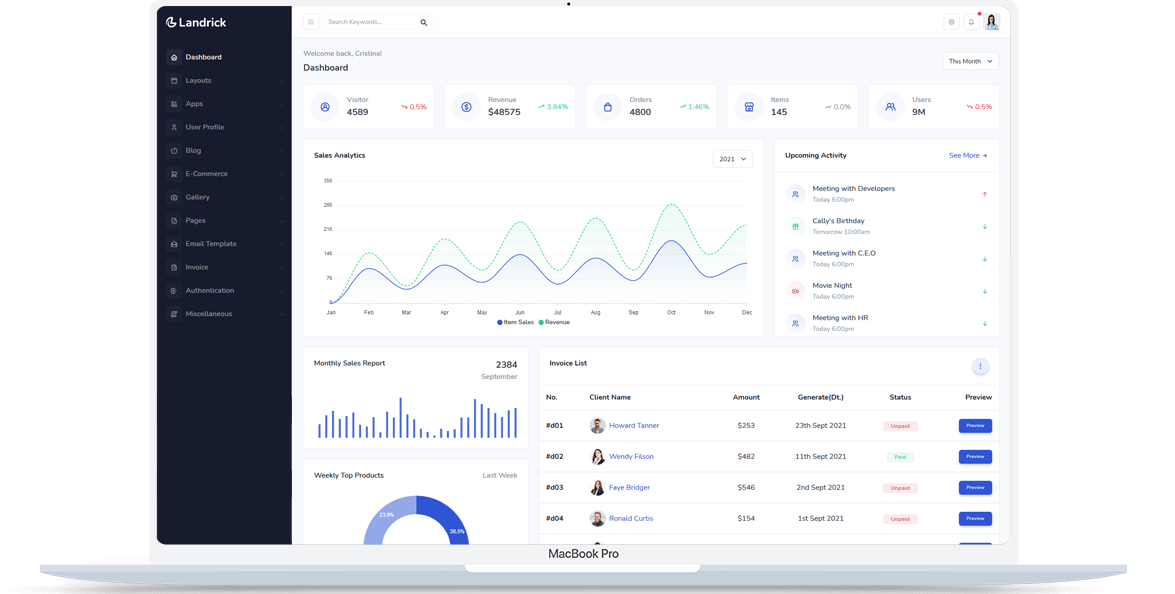 Landrick
Search Keywords...
Dashboard
Layouts
Apps
User Profile
Blog
E-Commerce
Gallery
Pages
Email Template
Invoice
Authentication
Miscellaneous
Welcome back, Cristina!
Dashboard
This Month
Visitor
4589
0.5%
Revenue
$48575
3.84%
Orders
4800
1.46%
Items
145
0.0%
Users
9M
0.5%
Sales Analytics
2021
350
280
210
140
70
0
Jan Feb Mar Apr May Jun Jul Aug Sep Oct Nov Dec
Item Sales Revenue
Upcoming Activity
See More
Meeting with Developers
Today 6:00pm
Cally's Birthday
Tomorrow 10:00am
Meeting with C.E.O
Today 6:00pm
Movie Night
Today 6:00pm
Meeting with HR
Today 6:00pm
Monthly Sales Report
2384
September
Weekly Top Products
Last Week
23.9%
38.5%
Invoice List
No. Client Name Amount Generate(Dt.) Status Preview
#d01 Howard Tanner $253 23th Sept 2021 Unpaid Preview
#d02 Wendy Filson $482 11th Sept 2021 Paid Preview
#d03 Faye Bridger $546 2nd Sept 2021 Unpaid Preview
#d04 Ronald Curtis $154 1st Sept 2021 Unpaid Preview
MacBook Pro